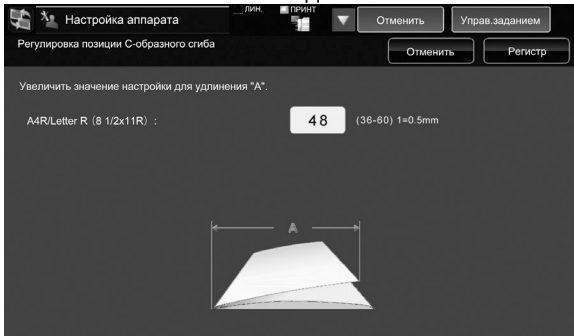 Настройка аппарата
ЛИН.
ПРИНТ
Отменить
Управ.заданием
Регулировка позиции C-образного сгиба
Отменить
Регистр
Увеличить значение настройки для удлинения "A".
A4R/Letter R (8 1/2x11R) :
48
(36-60) 1=0.5mm
A